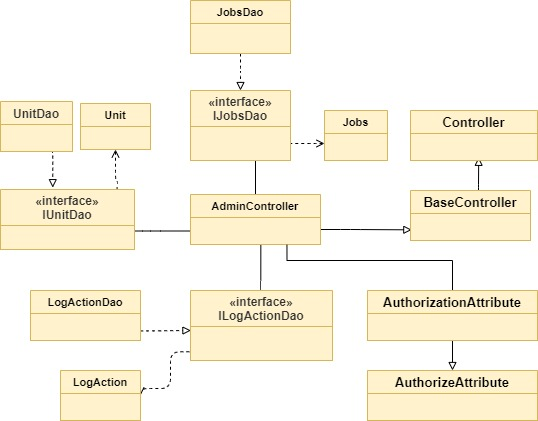 JobsDao
«interface»
IJobsDao
UnitDao
Unit
Jobs
Controller
«interface»
IUnitDao
AdminController
BaseController
LogActionDao
«interface»
ILogActionDao
AuthorizationAttribute
LogAction
AuthorizeAttribute